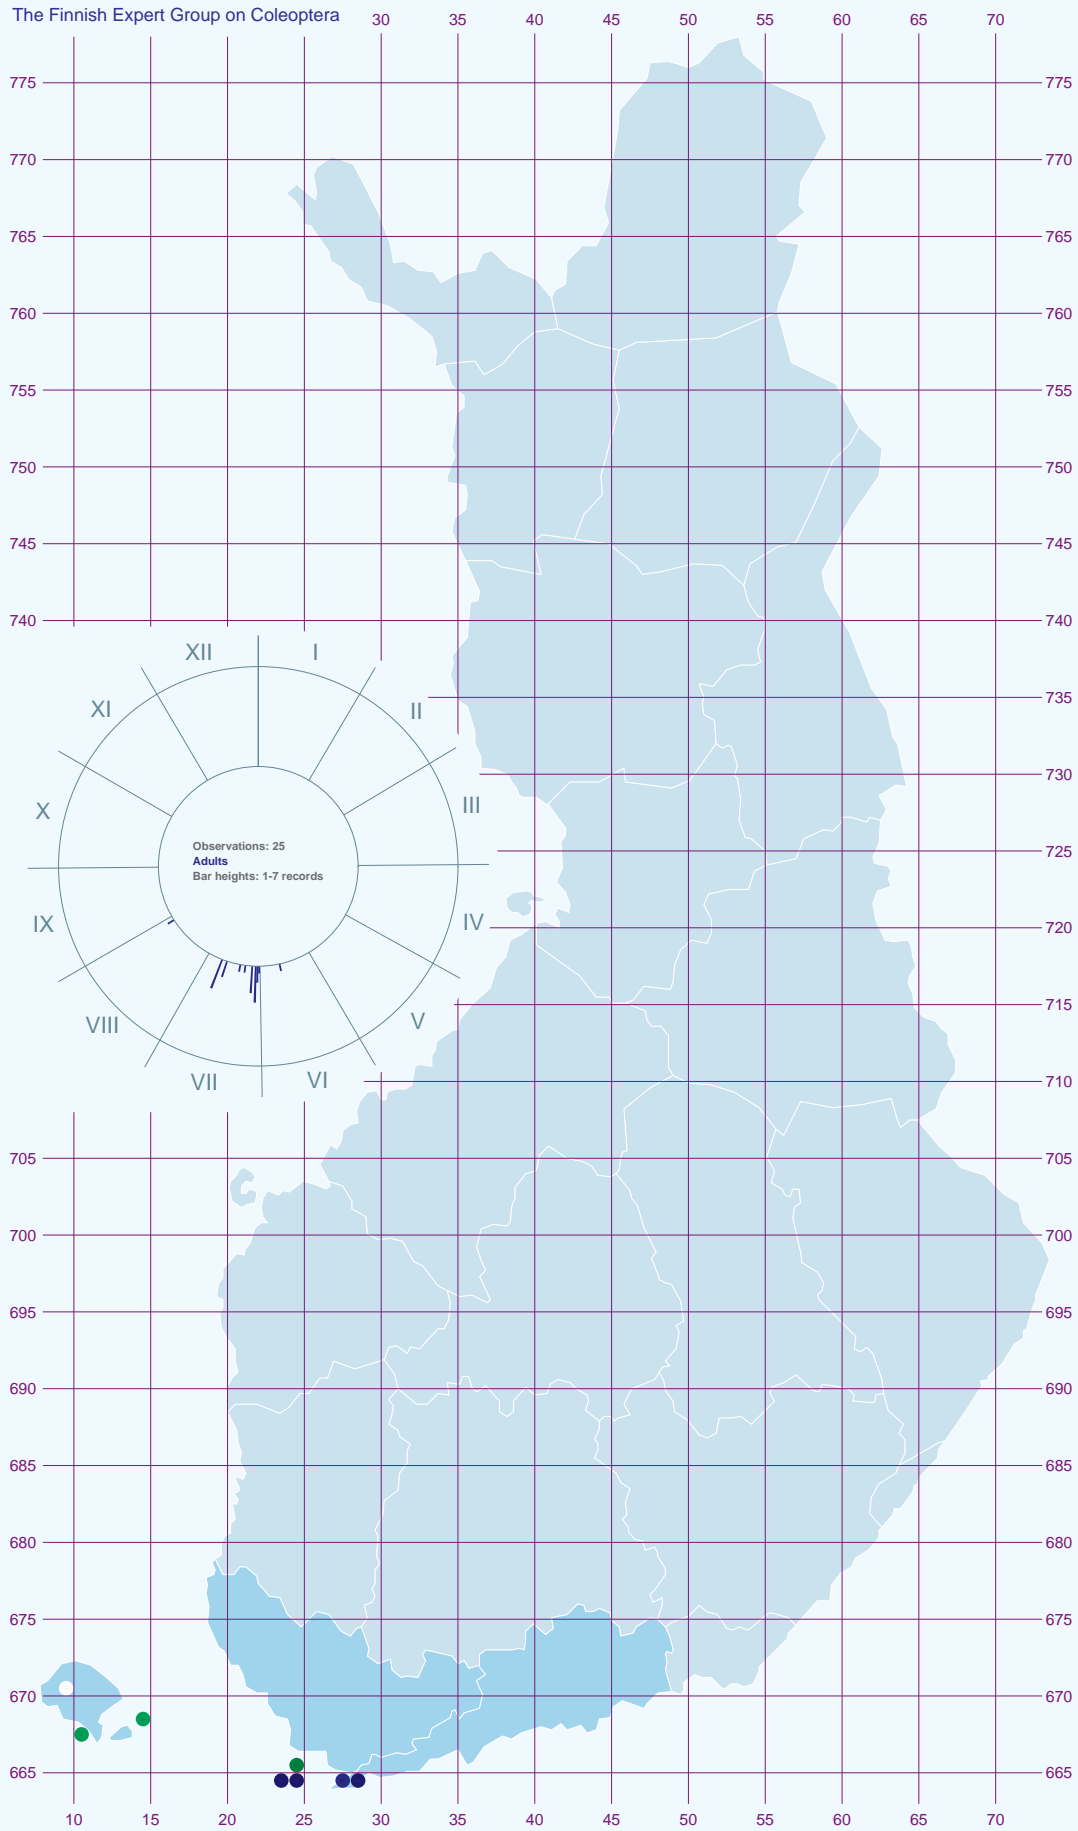 The Finnish Expert Group on Coleoptera
30 40 50 60 70
35 45 55 65
775 775
770 770
765 765
760 760
755 755
750 750
745 745
740 740
XII I
XI II
735
730
X III
Observations: 25
Adults
Bar heights: 1-7 records
725
IX IV
720
VIII V
715
VII VI
710
705 705
700 700
695 695
690 690
685 685
680 680
675 675
670 670
665 665
10 15 20 25 30 35 40 45 50 55 60 65 70